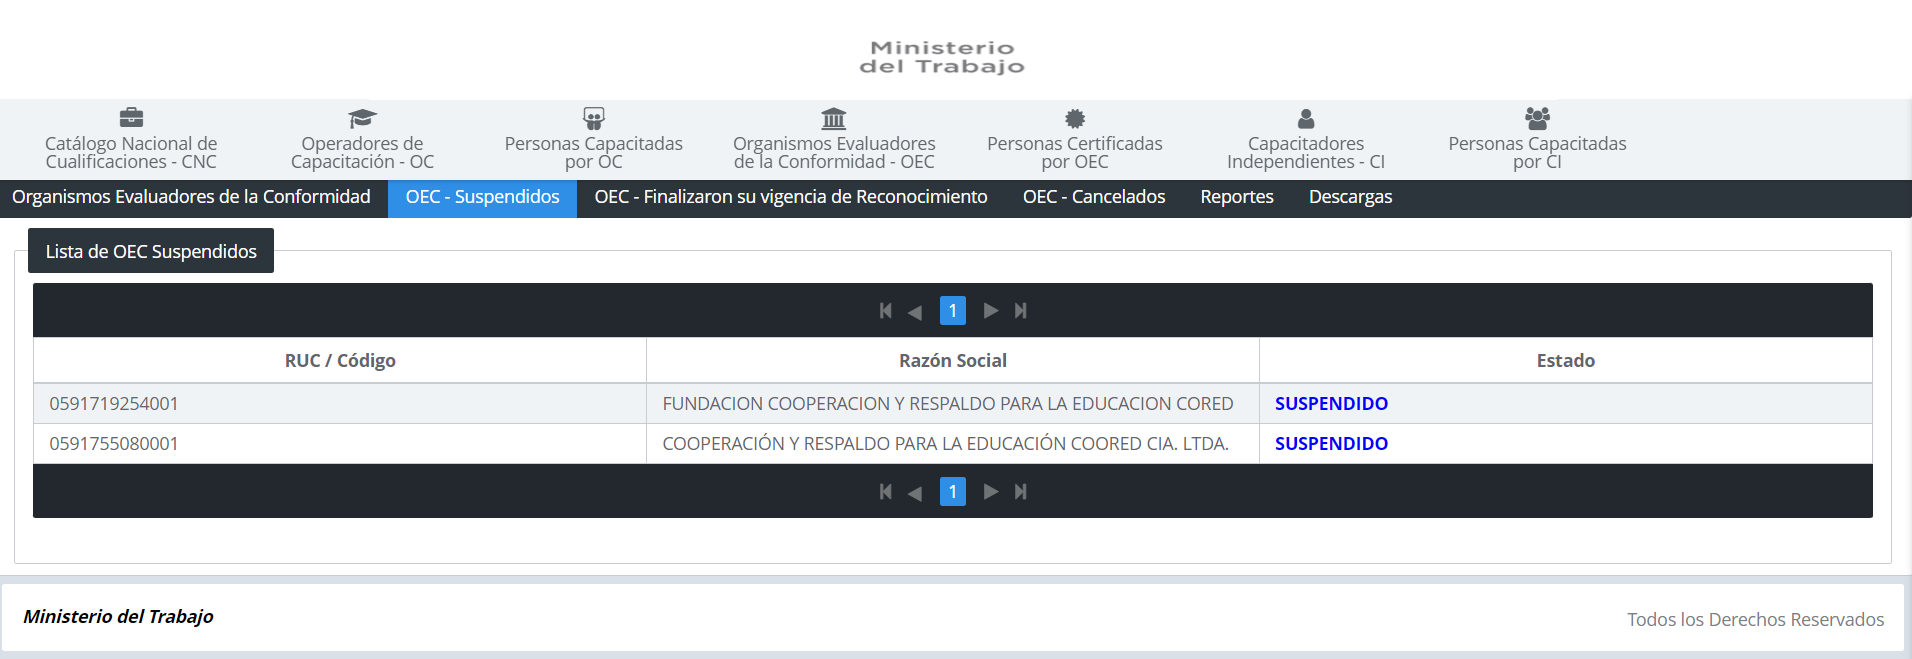 Ministerio
del Trabajo
Catálogo Nacional de
Cualificaciones - CNC
Operadores de
Capacitación - OC
Personas Capacitadas
por OC
Organismos Evaluadores
de la Conformidad - OEC
Personas Certificadas
por OEC
Capacitadores
Independientes - CI
Personas Capacitadas
por CI
Organismos Evaluadores de la Conformidad OEC - Suspendidos OEC - Finalizaron su vigencia de Reconocimiento OEC - Cancelados Reportes Descargas
Lista de OEC Suspendidos
1
RUC / Código Razón Social Estado
0591719254001 FUNDACION COOPERACION Y RESPALDO PARA LA EDUCACION CORED SUSPENDIDO
0591755080001 COOPERACIÓN Y RESPALDO PARA LA EDUCACIÓN COORED CIA. LTDA. SUSPENDIDO
1
Ministerio del Trabajo Todos los Derechos Reservados